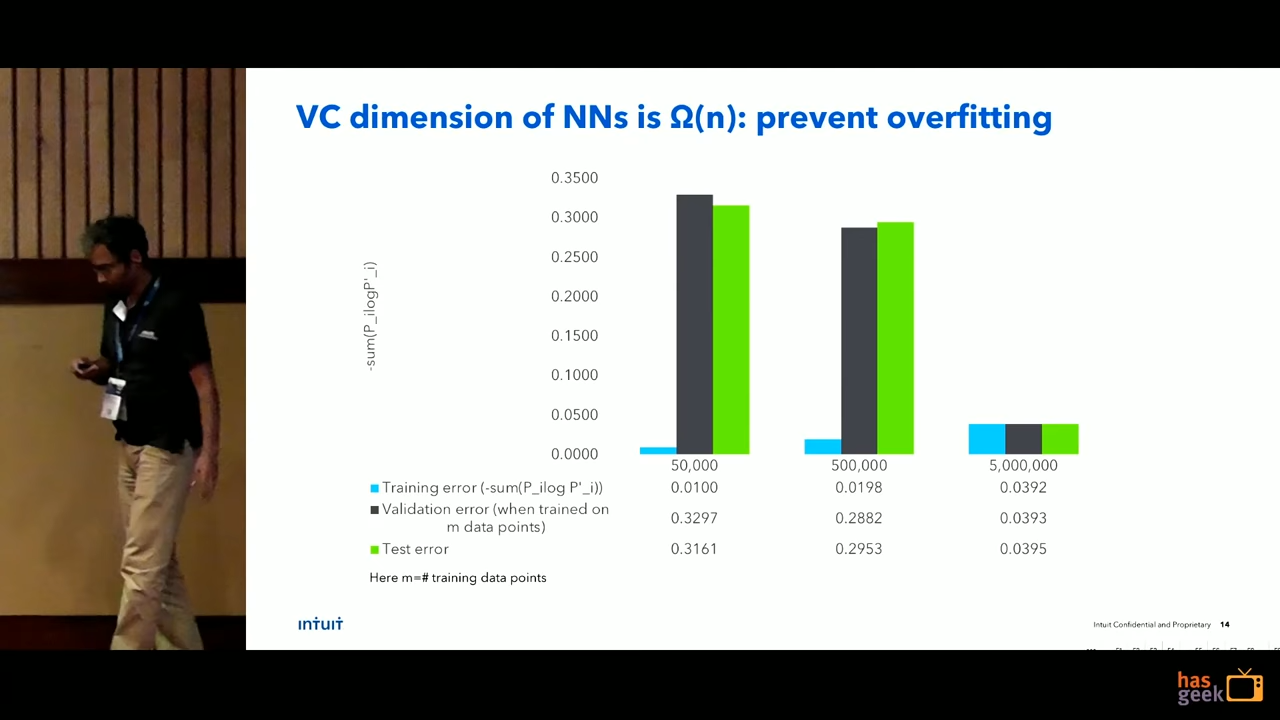 VC dimension of NNs is Ω(n): prevent overfitting
0.3500
0.3000
0.2500
0.2000
0.1500
0.1000
0.0500
0.0000
-sum(P_ilogP'_i)
50,000 500,000 5,000,000
Training error (-sum(P_ilog P'_i)) 0.0100 0.0198 0.0392
Validation error (when trained on
m data points) 0.3297 0.2882 0.0393
Test error 0.3161 0.2953 0.0395
Here m=# training data points
ıntuıt
Intuit Confidential and Proprietary 14
has
geek